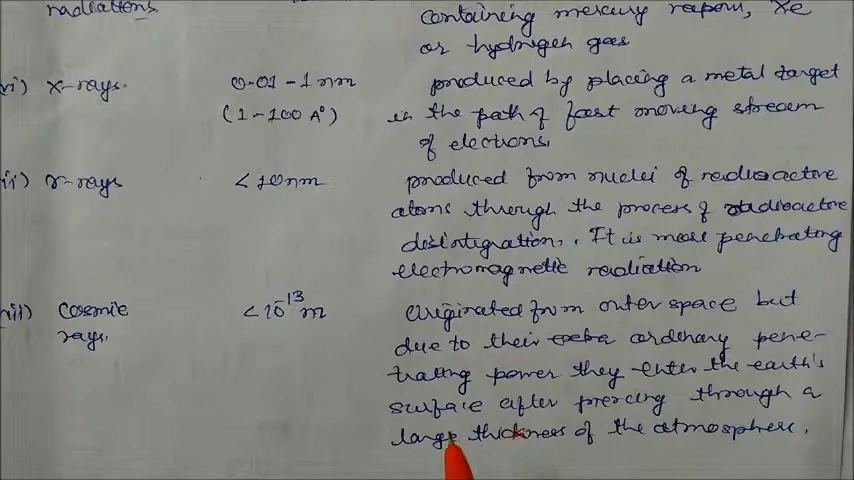 radiations containing mercury vapour, Xe
or hydrogen gas
vi) X-rays. 0.01-1 nm produced by placing a metal target
(1-100 A°) in the path of fast moving stream
of electrons.
ii) γ-rays <10nm produced from nuclei of radioactive
atoms through the process of radioactive
disintigration. It is most penetrating
electromagnetic radiation
iii) Cosmic <10⁻¹³m Originated from outer space but
rays. due to their extra ordinary pene-
trating power they enter the earth's
surface after piercing through a
large thickness of the atmosphere.